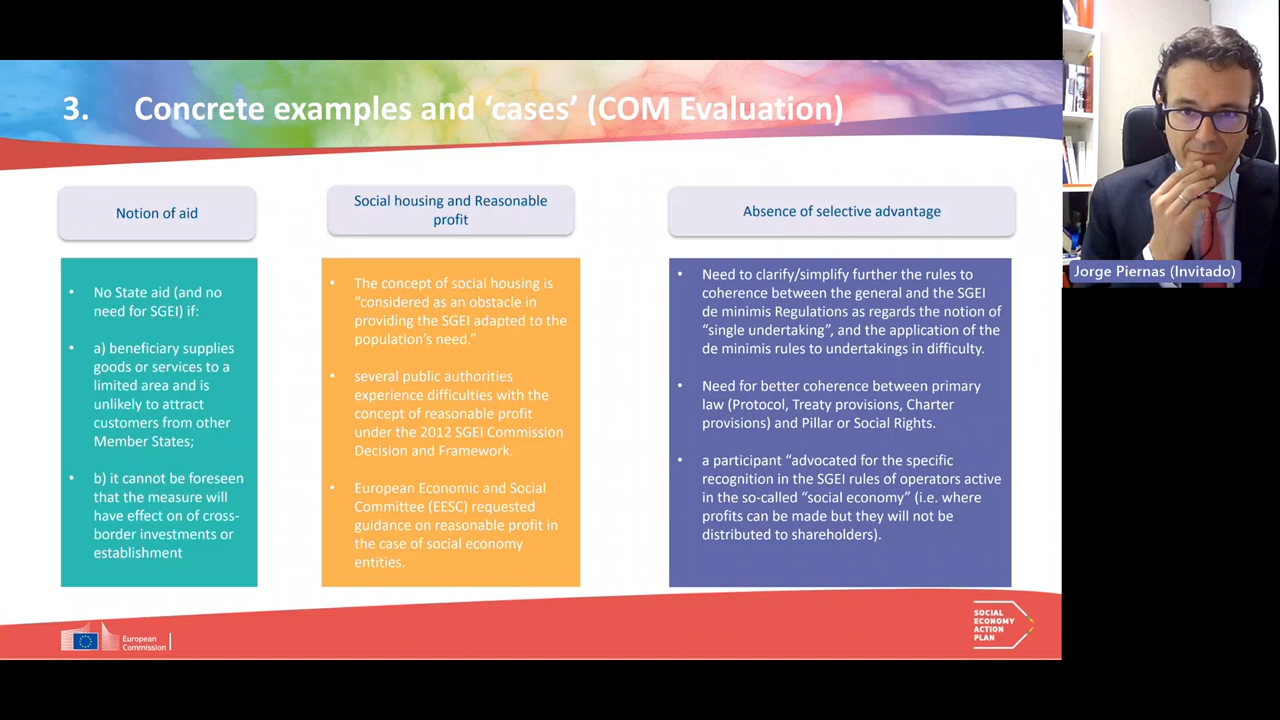 3. Concrete examples and ‘cases’ (COM Evaluation)
Notion of aid
• No State aid (and no
need for SGEI) if:
• a) beneficiary supplies
goods or services to a
limited area and is
unlikely to attract
customers from other
Member States;
• b) it cannot be foreseen
that the measure will
have effect on of cross-
border investments or
establishment
Social housing and Reasonable
profit
• The concept of social housing is
“considered as an obstacle in
providing the SGEI adapted to the
population’s need.”
• several public authorities
experience difficulties with the
concept of reasonable profit
under the 2012 SGEI Commission
Decision and Framework.
• European Economic and Social
Committee (EESC) requested
guidance on reasonable profit in
the case of social economy
entities.
Absence of selective advantage
• Need to clarify/simplify further the rules to
coherence between the general and the SGEI
de minimis Regulations as regards the notion of
“single undertaking”, and the application of the
de minimis rules to undertakings in difficulty.
• Need for better coherence between primary
law (Protocol, Treaty provisions, Charter
provisions) and Pillar or Social Rights.
• a participant “advocated for the specific
recognition in the SGEI rules of operators active
in the so-called “social economy” (i.e. where
profits can be made but they will not be
distributed to shareholders).
European
Commission
SOCIAL
ECONOMY
ACTION
PLAN
Jorge Piernas (Invitado)